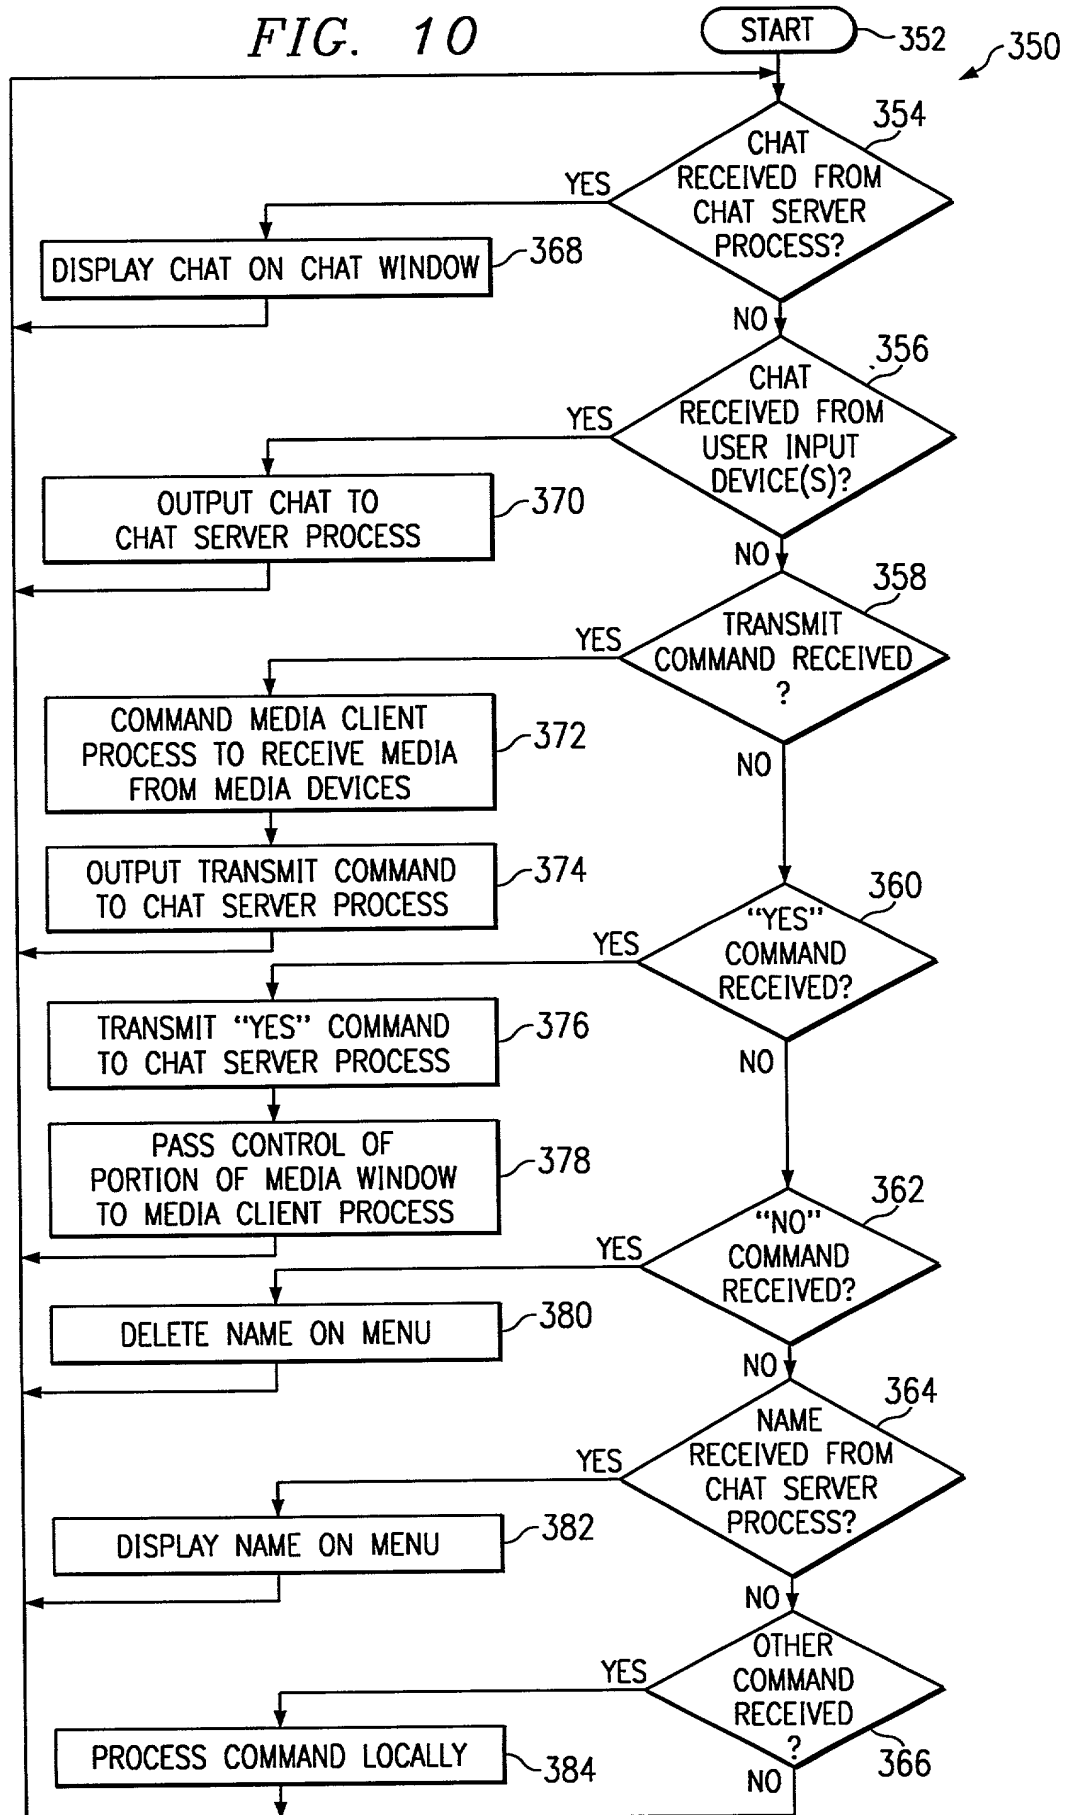 FIG. 10
START
352
350
354
CHAT
RECEIVED FROM
CHAT SERVER
PROCESS?
YES
DISPLAY CHAT ON CHAT WINDOW
368
NO
356
CHAT
RECEIVED FROM
USER INPUT
DEVICE(S)?
YES
OUTPUT CHAT TO
CHAT SERVER PROCESS
370
NO
358
TRANSMIT
COMMAND RECEIVED
?
YES
COMMAND MEDIA CLIENT
PROCESS TO RECEIVE MEDIA
FROM MEDIA DEVICES
372
NO
OUTPUT TRANSMIT COMMAND
TO CHAT SERVER PROCESS
374
360
"YES"
COMMAND
RECEIVED?
YES
TRANSMIT "YES" COMMAND
TO CHAT SERVER PROCESS
376
NO
PASS CONTROL OF
PORTION OF MEDIA WINDOW
TO MEDIA CLIENT PROCESS
378
362
"NO"
COMMAND
RECEIVED?
YES
DELETE NAME ON MENU
380
NO
364
NAME
RECEIVED FROM
CHAT SERVER
PROCESS?
YES
DISPLAY NAME ON MENU
382
NO
OTHER
COMMAND
RECEIVED
?
366
YES
PROCESS COMMAND LOCALLY
384
NO